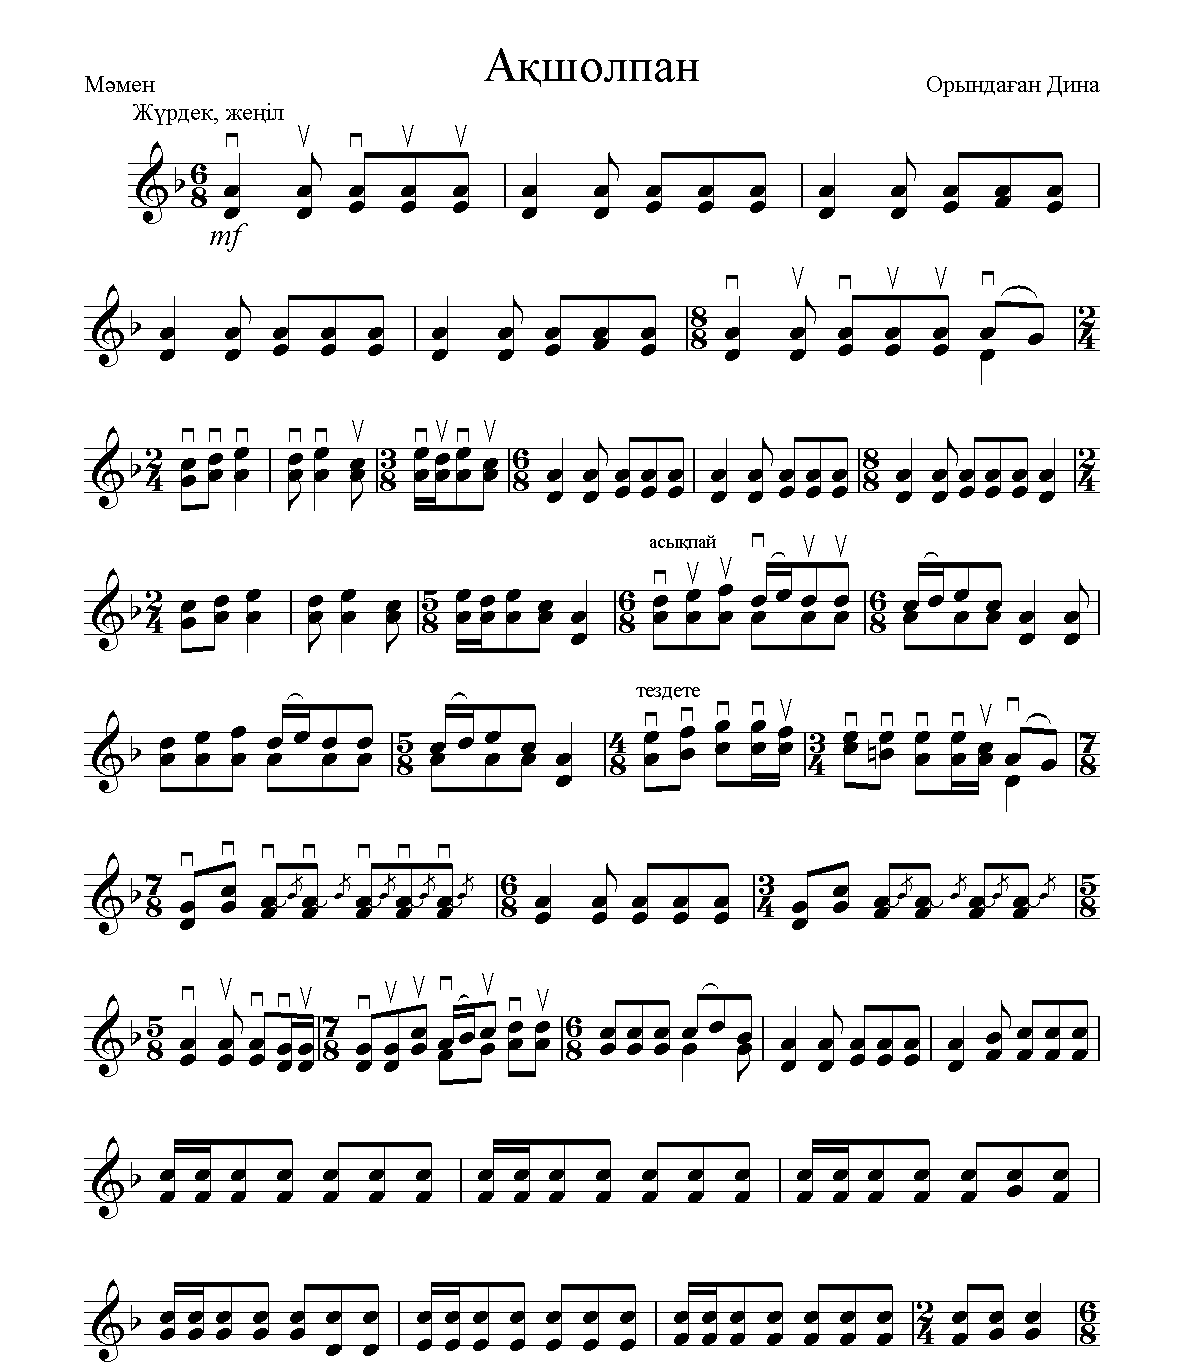 Ақшолпан
Мәмен
Орындаған Дина
Жүрдек, жеңіл
mf
асықпай
тездете